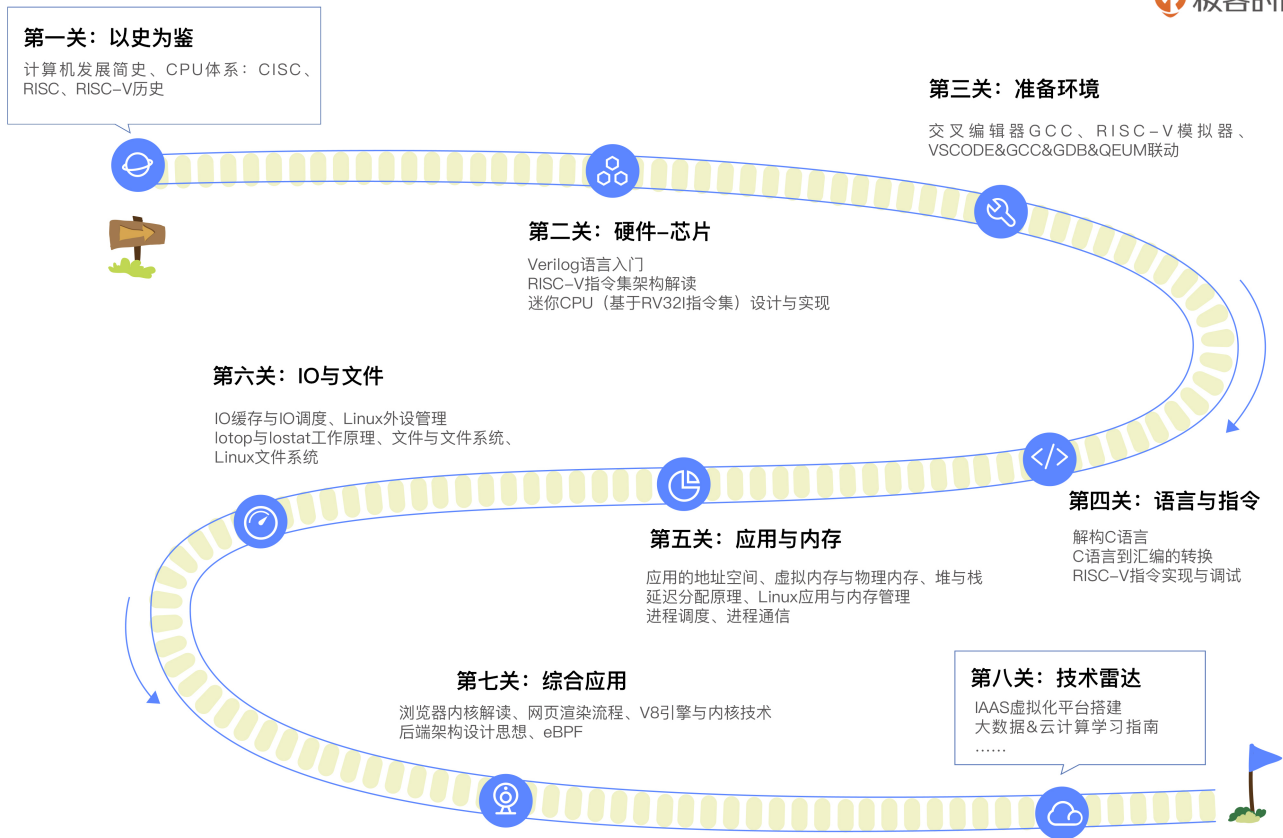 第一关：以史为鉴
计算机发展简史、CPU体系：CISC、
RISC、RISC-V历史
第三关：准备环境
交叉编辑器GCC、RISC-V模拟器、
VSCODE&GCC&GDB&QEUM联动
第二关：硬件-芯片
Verilog语言入门
RISC-V指令集架构解读
迷你CPU（基于RV32I指令集）设计与实现
第六关：IO与文件
IO缓存与IO调度、Linux外设管理
Iotop与Iostat工作原理、文件与文件系统、
Linux文件系统
</>
第四关：语言与指令
解构C语言
C语言到汇编的转换
RISC-V指令实现与调试
第五关：应用与内存
应用的地址空间、虚拟内存与物理内存、堆与栈
延迟分配原理、Linux应用与内存管理
进程调度、进程通信
第七关：综合应用
浏览器内核解读、网页渲染流程、V8引擎与内核技术
后端架构设计思想、eBPF
第八关：技术雷达
IAAS虚拟化平台搭建
大数据&云计算学习指南
……